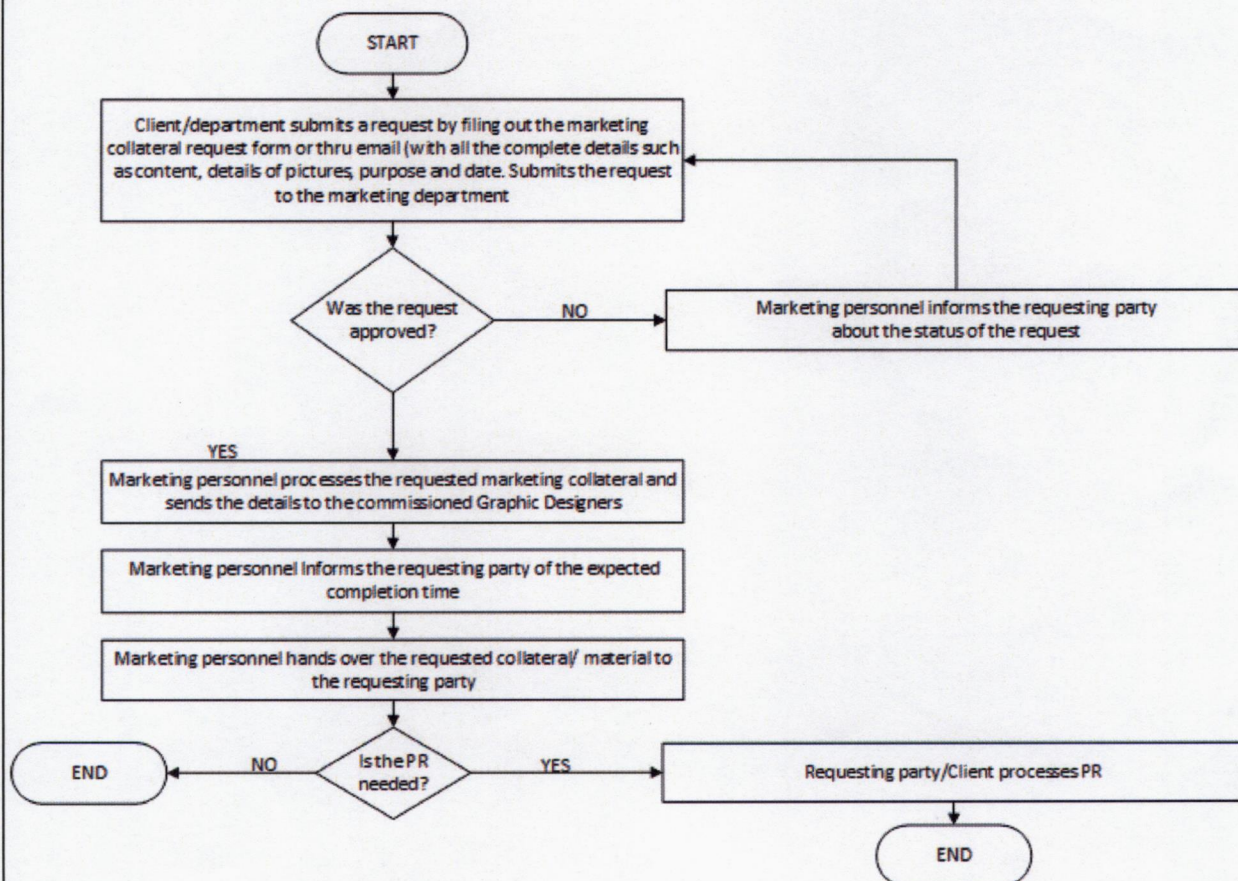 START
Client/department submits a request by filing out the marketing
collateral request form or thru email (with all the complete details such
as content, details of pictures, purpose and date. Submits the request
to the marketing department
Was the request
approved?
NO
Marketing personnel informs the requesting party
about the status of the request
YES
Marketing personnel processes the requested marketing collateral and
sends the details to the commissioned Graphic Designers
Marketing personnel Informs the requesting party of the expected
completion time
Marketing personnel hands over the requested collateral/ material to
the requesting party
END
NO
Is the PR
needed?
YES
Requesting party/Client processes PR
END